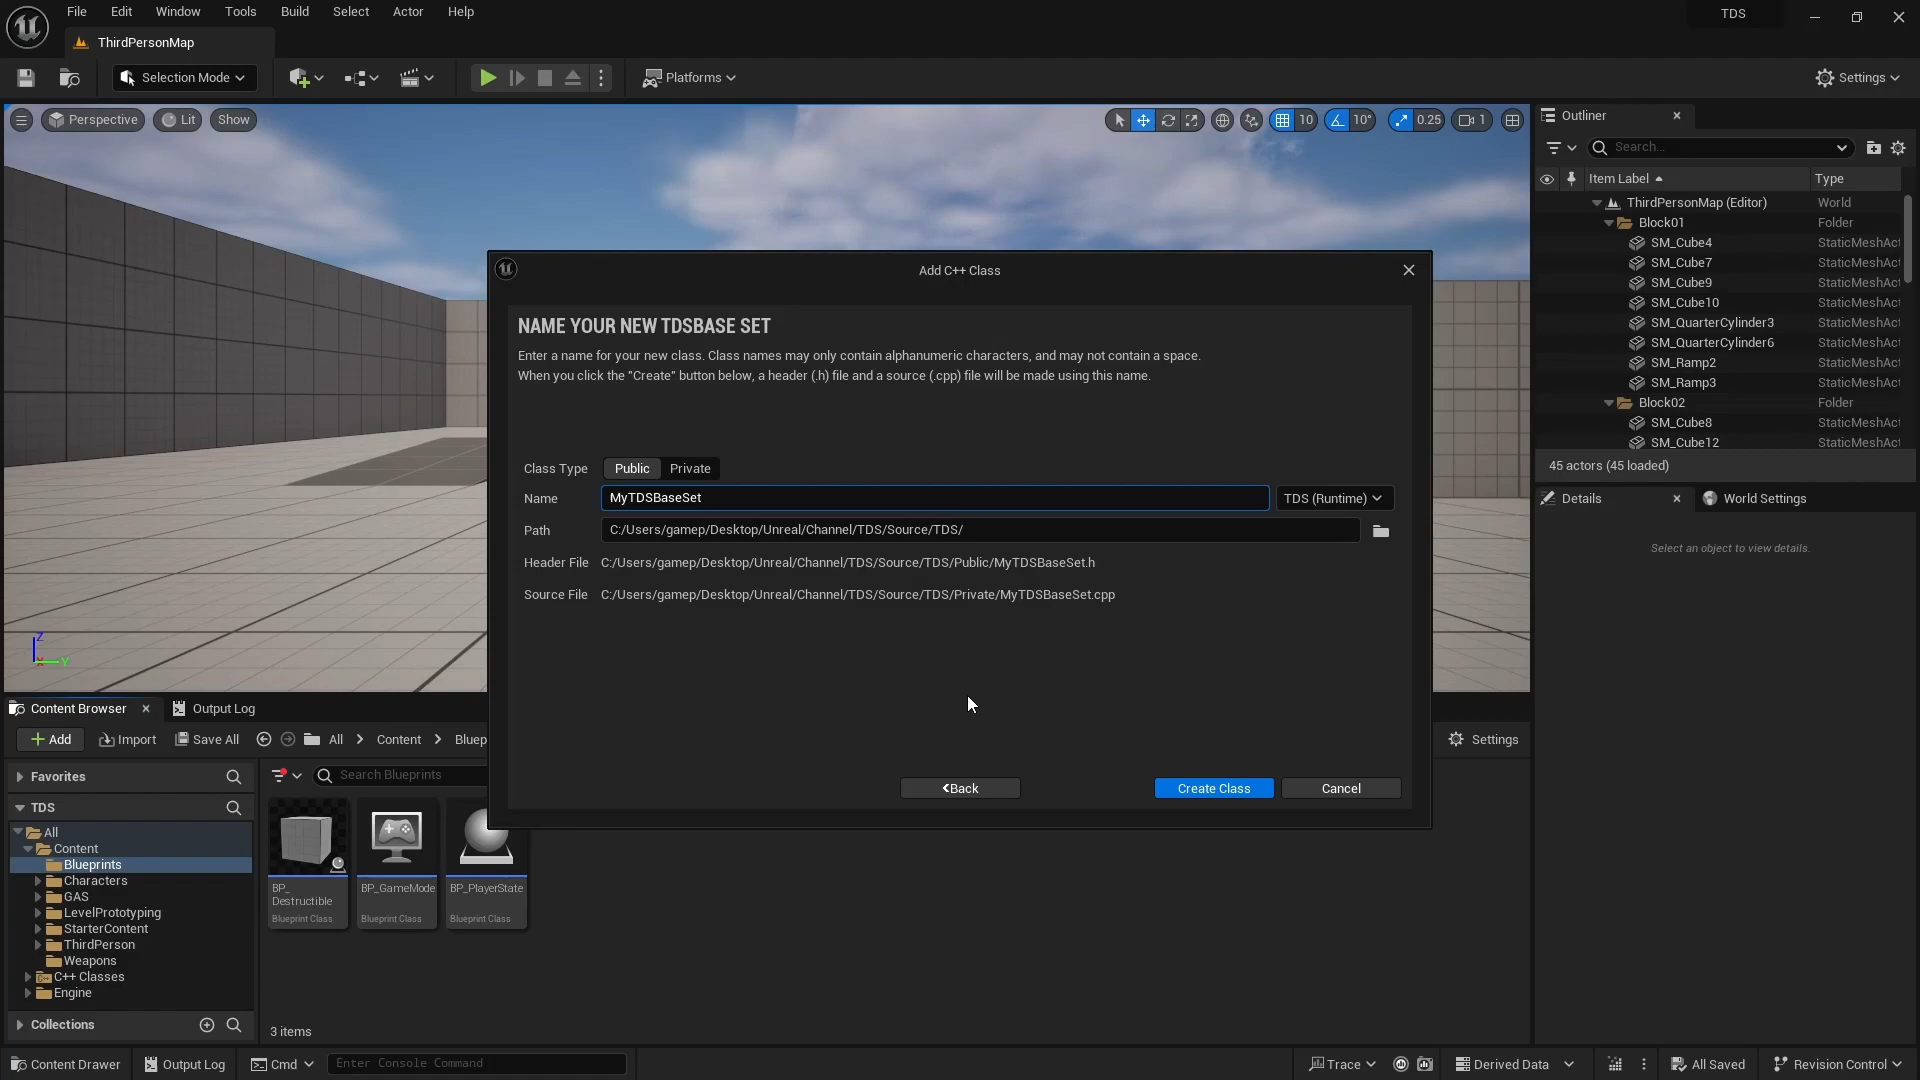 File Edit Window Tools Build Select Actor Help
TDS
ThirdPersonMap
Selection Mode
Platforms
Settings
Perspective Lit Show
10 10° 0.25 1
Outliner
Search...
Item Label Type
ThirdPersonMap (Editor) World
Block01 Folder
SM_Cube4 StaticMeshAct
SM_Cube7 StaticMeshAct
SM_Cube9 StaticMeshAct
SM_Cube10 StaticMeshAct
SM_QuarterCylinder3 StaticMeshAct
SM_QuarterCylinder6 StaticMeshAct
SM_Ramp2 StaticMeshAct
SM_Ramp3 StaticMeshAct
Block02 Folder
SM_Cube8 StaticMeshAct
SM_Cube12 StaticMeshAct
45 actors (45 loaded)
Details
World Settings
Select an object to view details.
Add C++ Class
NAME YOUR NEW TDSBASE SET
Enter a name for your new class. Class names may only contain alphanumeric characters, and may not contain a space.
When you click the "Create" button below, a header (.h) file and a source (.cpp) file will be made using this name.
Class Type Public Private
Name MyTDSBaseSet TDS (Runtime)
Path C:/Users/gamep/Desktop/Unreal/Channel/TDS/Source/TDS/
Header File C:/Users/gamep/Desktop/Unreal/Channel/TDS/Source/TDS/Public/MyTDSBaseSet.h
Source File C:/Users/gamep/Desktop/Unreal/Channel/TDS/Source/TDS/Private/MyTDSBaseSet.cpp
Back
Create Class
Cancel
Z
X Y
Content Browser
Output Log
Add Import Save All All Content Bluep
Settings
Favorites
Search Blueprints
TDS
All
Content
Blueprints
Characters
GAS
LevelPrototyping
StarterContent
ThirdPerson
Weapons
C++ Classes
Engine
Collections
BP_
Destructible
Blueprint Class
BP_GameMode
Blueprint Class
BP_PlayerState
Blueprint Class
3 items
Content Drawer Output Log Cmd Enter Console Command
Trace Derived Data All Saved Revision Control